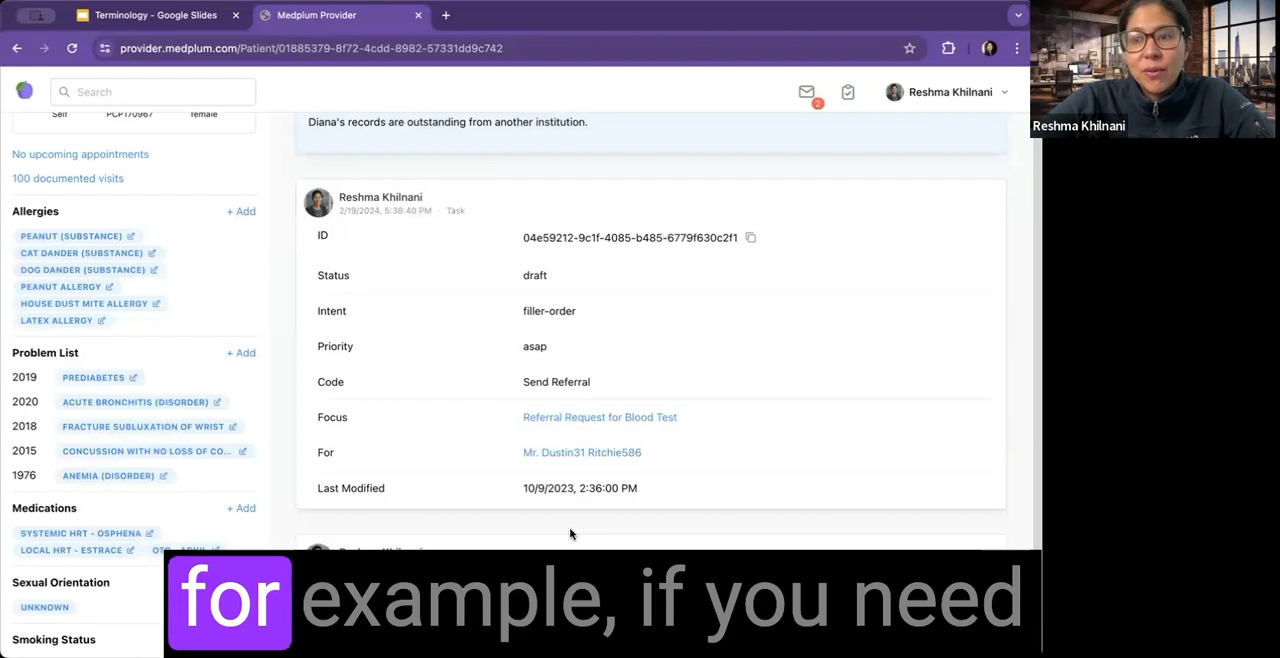 Terminology - Google Slides
Medplum Provider
provider.medplum.com/Patient/01885379-8f72-4cdd-8982-57331dd9c742
Search
2
Reshma Khilnani
Reshma Khilnani
Self PCP170967 female
No upcoming appointments
100 documented visits
Allergies + Add
PEANUT (SUBSTANCE)
CAT DANDER (SUBSTANCE)
DOG DANDER (SUBSTANCE)
PEANUT ALLERGY
HOUSE DUST MITE ALLERGY
LATEX ALLERGY
Problem List + Add
2019 PREDIABETES
2020 ACUTE BRONCHITIS (DISORDER)
2018 FRACTURE SUBLUXATION OF WRIST
2015 CONCUSSION WITH NO LOSS OF CO...
1976 ANEMIA (DISORDER)
Medications + Add
SYSTEMIC HRT - OSPHENA
LOCAL HRT - ESTRACE
Sexual Orientation
UNKNOWN
Smoking Status
Diana's records are outstanding from another institution.
Reshma Khilnani
2/19/2024, 5:38:40 PM · Task
ID 04e59212-9c1f-4085-b485-6779f630c2f1
Status draft
Intent filler-order
Priority asap
Code Send Referral
Focus Referral Request for Blood Test
For Mr. Dustin31 Ritchie586
Last Modified 10/9/2023, 2:36:00 PM
for example, if you need